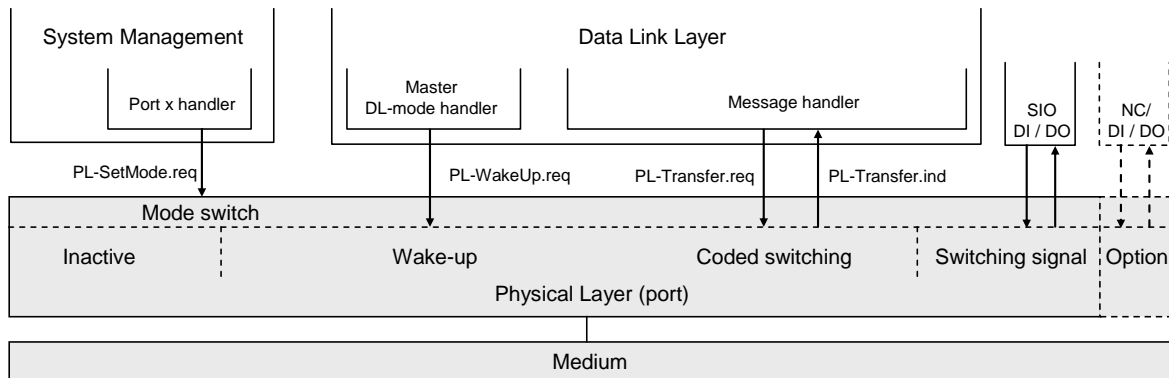 System Management
Data Link Layer
Port x handler
Master
DL-mode handler
Message handler
SIO
DI / DO
NC/
DI / DO
PL-SetMode.req
PL-WakeUp.req
PL-Transfer.req
PL-Transfer.ind
Mode switch
Inactive
Wake-up
Coded switching
Switching signal
Option
Physical Layer (port)
Medium